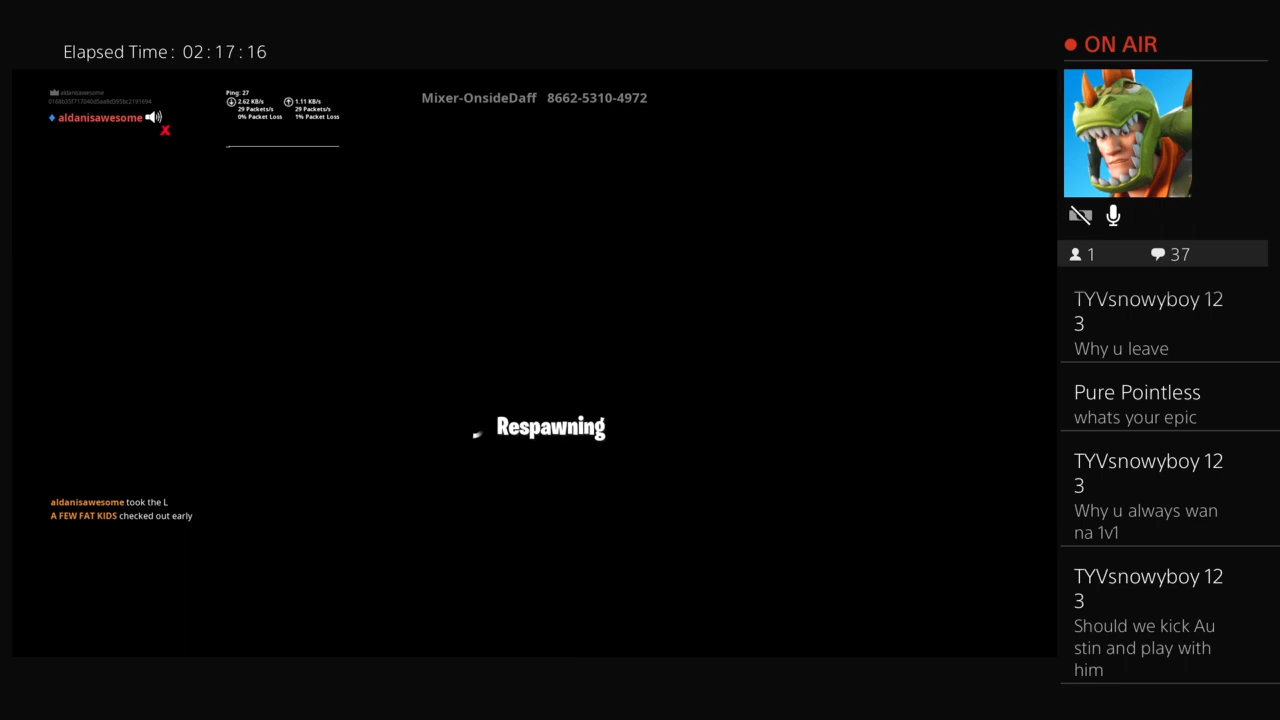 Elapsed Time: 02:17:16
ON AIR
aldanisawesome
aldanisawesome
X
Ping: 27
2.62 KB/s 1.11 KB/s
29 Packets/s 29 Packets/s
0% Packet Loss 1% Packet Loss
Mixer-OnsideDaff 8662-5310-4972
1 37
TYVsnowyboy 12
3
Why u leave
Pure Pointless
whats your epic
TYVsnowyboy 12
3
Why u always wan
na 1v1
TYVsnowyboy 12
3
Should we kick Au
stin and play with
him
Respawning
aldanisawesome took the L
A FEW FAT KIDS checked out early